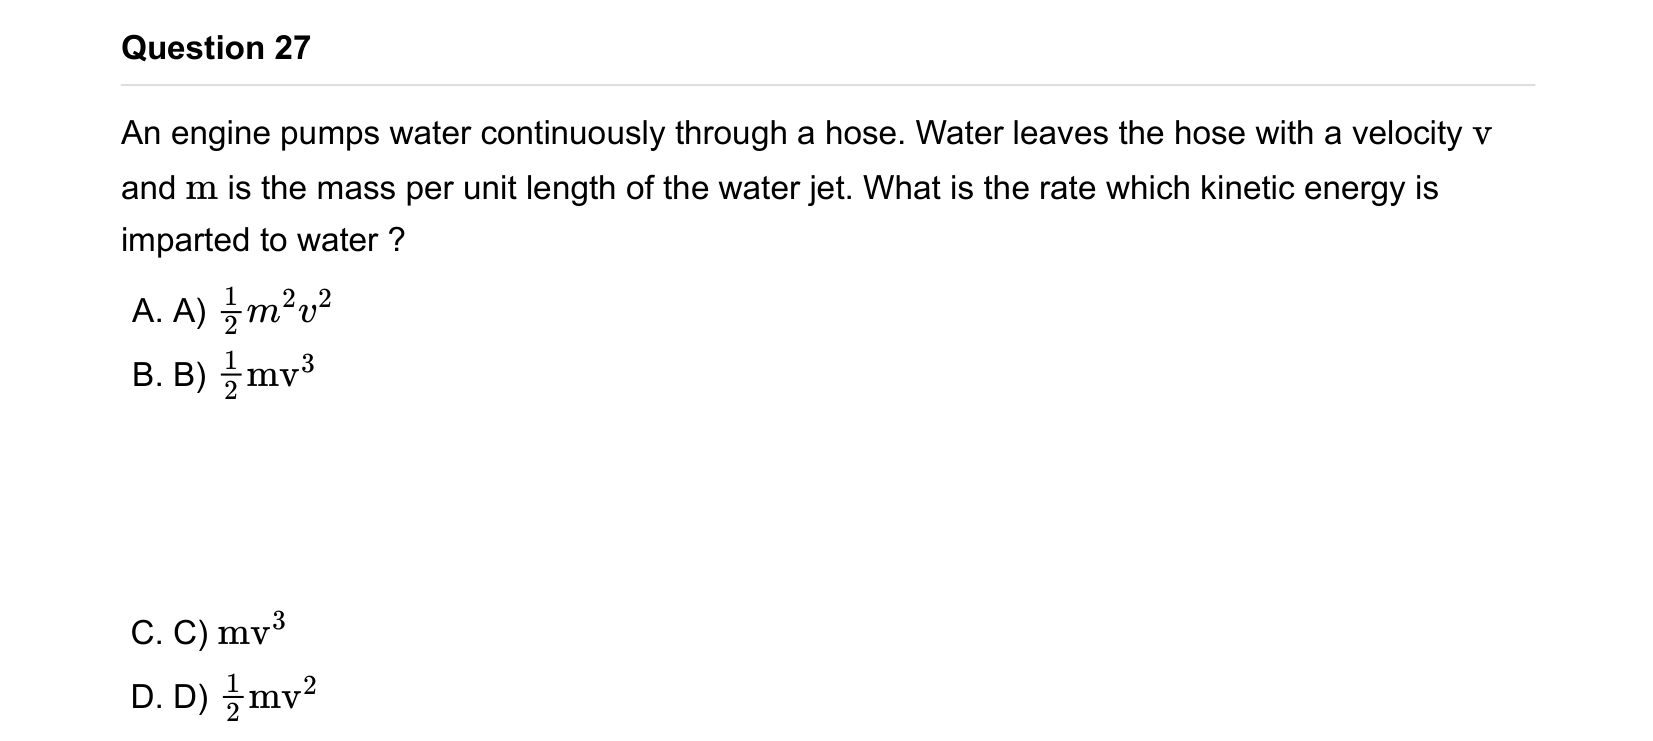 Question 27
An engine pumps water continuously through a hose. Water leaves the hose with a velocity v
and m is the mass per unit length of the water jet. What is the rate which kinetic energy is
imparted to water ?
A. A) $\frac{1}{2}m^2v^2$
B. B) $\frac{1}{2}\mathrm{mv}^3$
C. C) $\mathrm{mv}^3$
D. D) $\frac{1}{2}\mathrm{mv}^2$